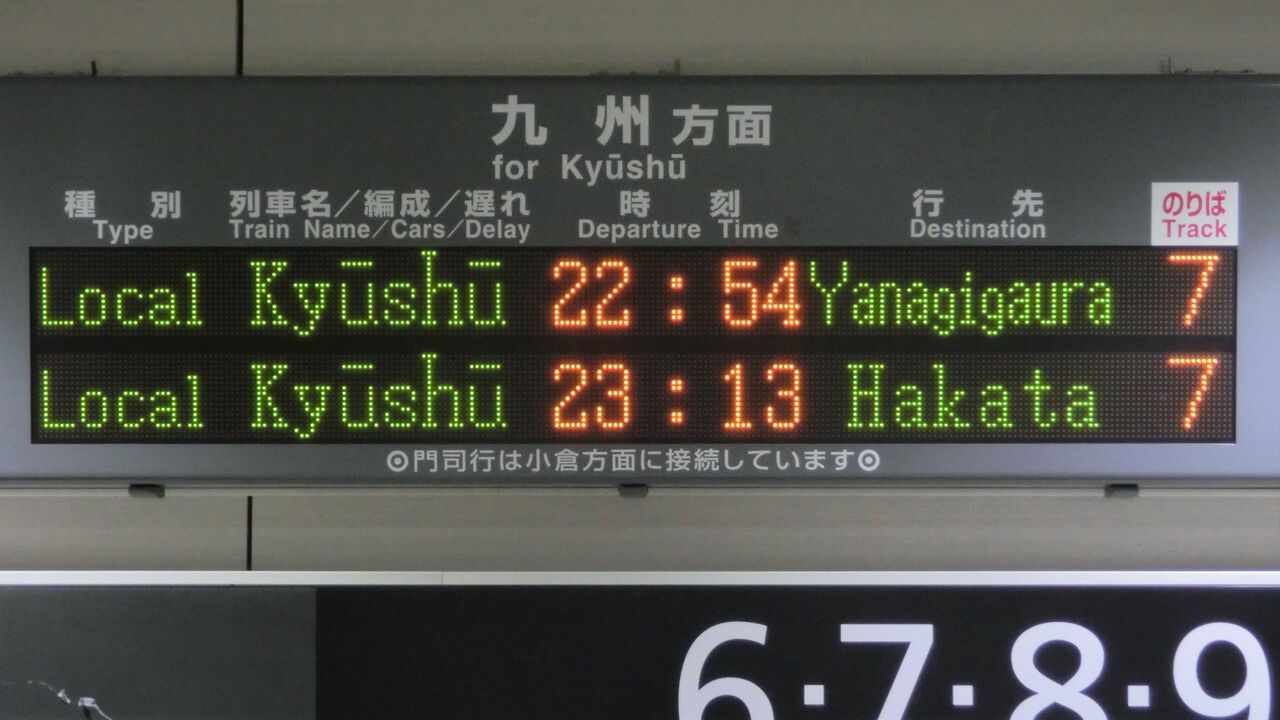 九州方面
for Kyūshū
種別 列車名／編成／遅れ 時刻 行先 のりば
Type Train Name／Cars／Delay Departure Time Destination Track
Local Kyūshū 22:54 Yanagigaura 7
Local Kyūshū 23:13 Hakata 7
◎門司行は小倉方面に接続しています◎
6・7・8・9